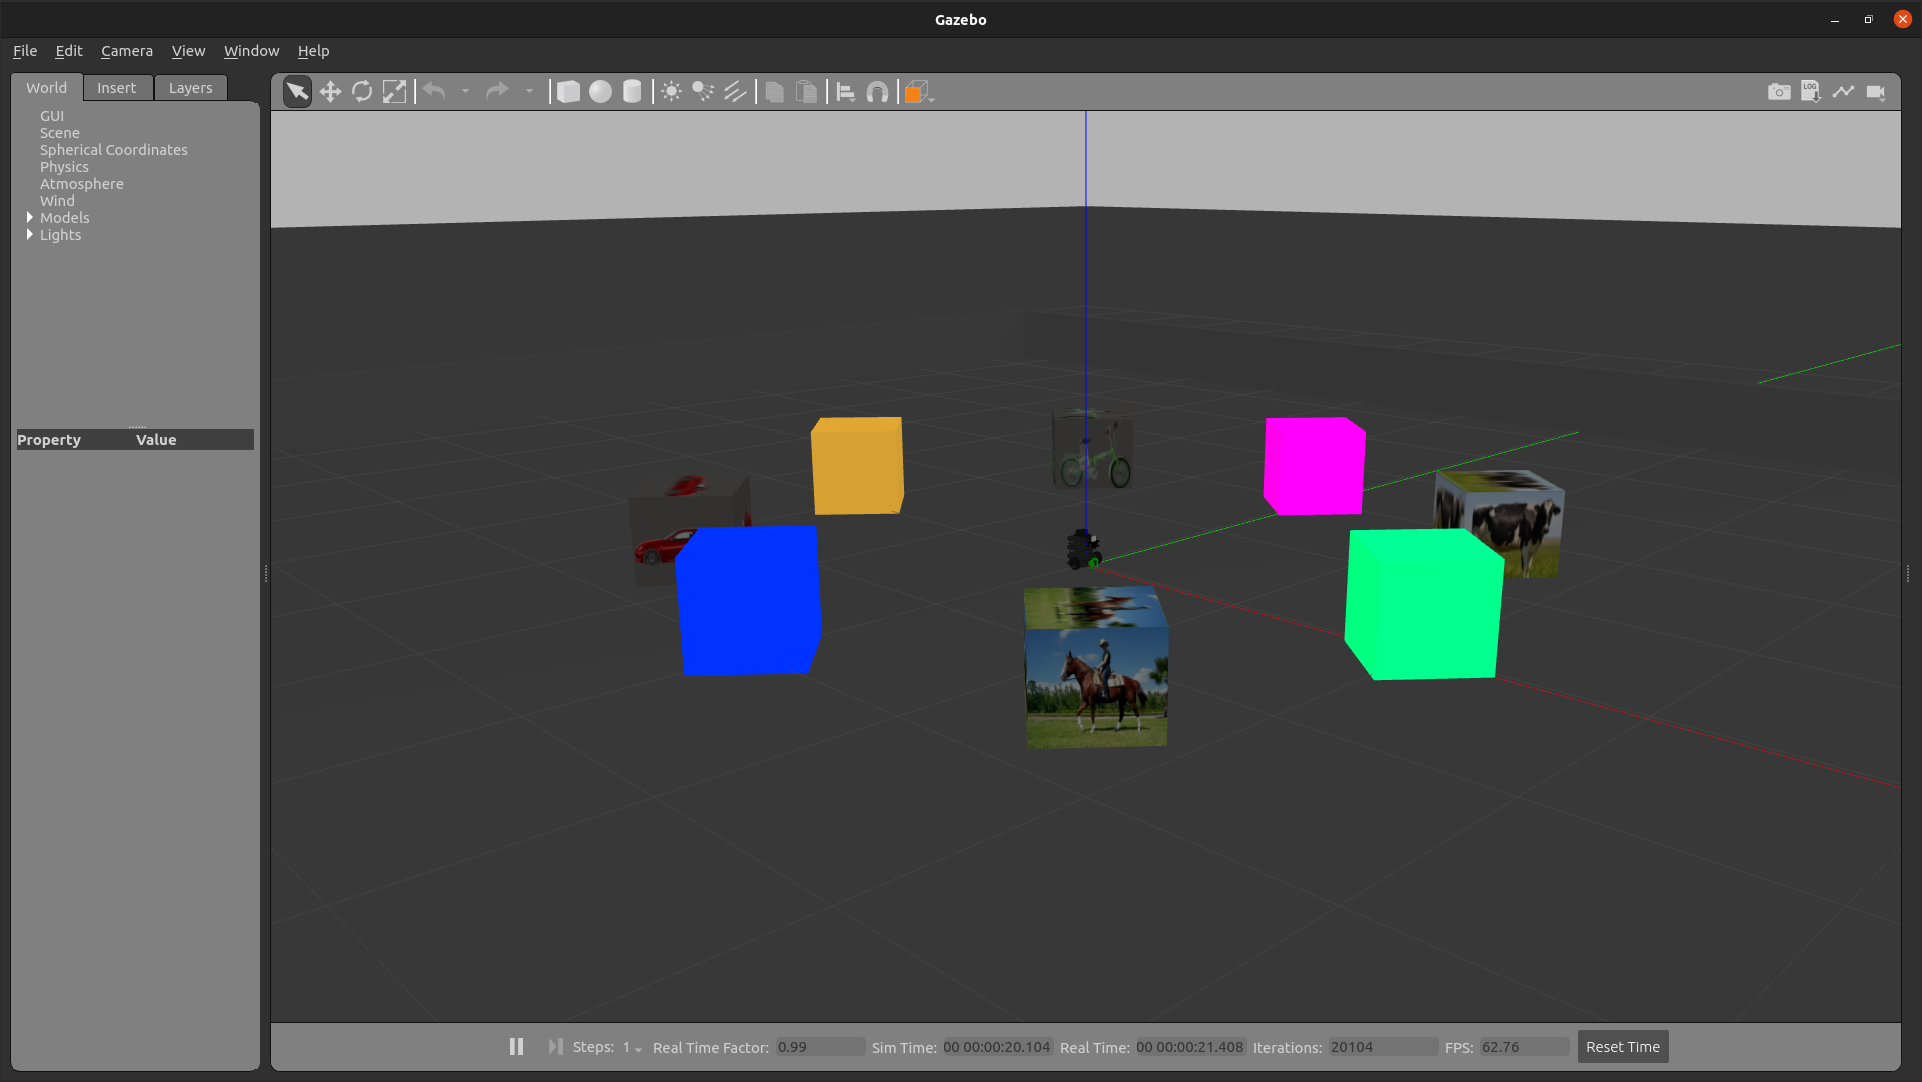 Gazebo
File Edit Camera View Window Help
World Insert Layers
LOG
GUI
Scene
Spherical Coordinates
Physics
Atmosphere
Wind
Models
Lights
Property Value
Steps: 1 Real Time Factor: 0.99 Sim Time: 00 00:00:20.104 Real Time: 00 00:00:21.408 Iterations: 20104 FPS: 62.76 Reset Time